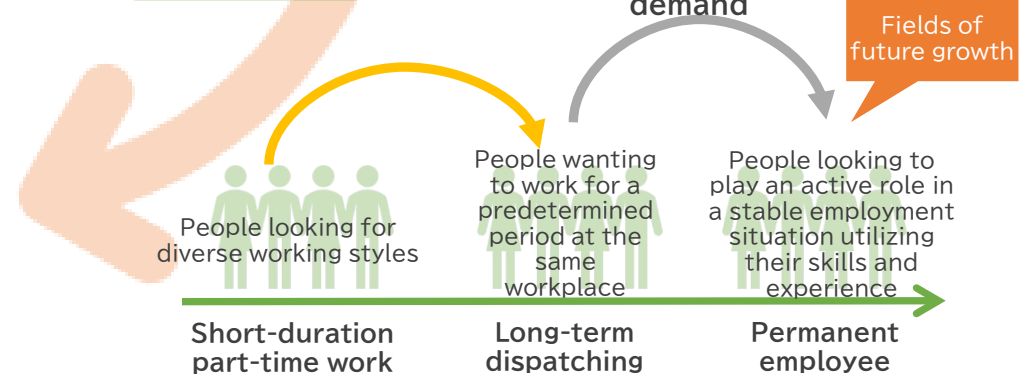 demand
Fields of
future growth
People looking for
diverse working styles
People wanting
to work for a
predetermined
period at the
same
workplace
People looking to
play an active role in
a stable employment
situation utilizing
their skills and
experience
Short-duration
part-time work
Long-term
dispatching
Permanent
employee